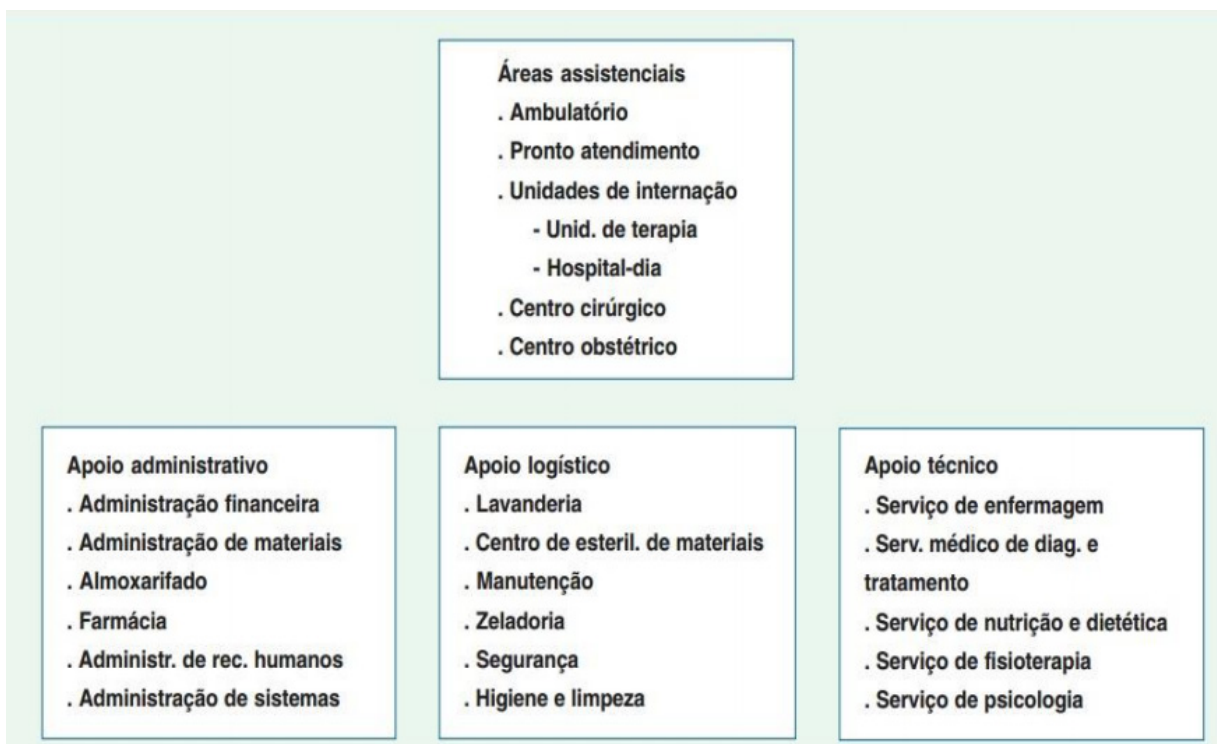 Áreas assistenciais
. Ambulatório
. Pronto atendimento
. Unidades de internação
- Unid. de terapia
- Hospital-dia
. Centro cirúrgico
. Centro obstétrico
Apoio administrativo
. Administração financeira
. Administração de materiais
. Almoxarifado
. Farmácia
. Administr. de rec. humanos
. Administração de sistemas
Apoio logístico
. Lavanderia
. Centro de esteril. de materiais
. Manutenção
. Zeladoria
. Segurança
. Higiene e limpeza
Apoio técnico
. Serviço de enfermagem
. Serv. médico de diag. e
tratamento
. Serviço de nutrição e dietética
. Serviço de fisioterapia
. Serviço de psicologia